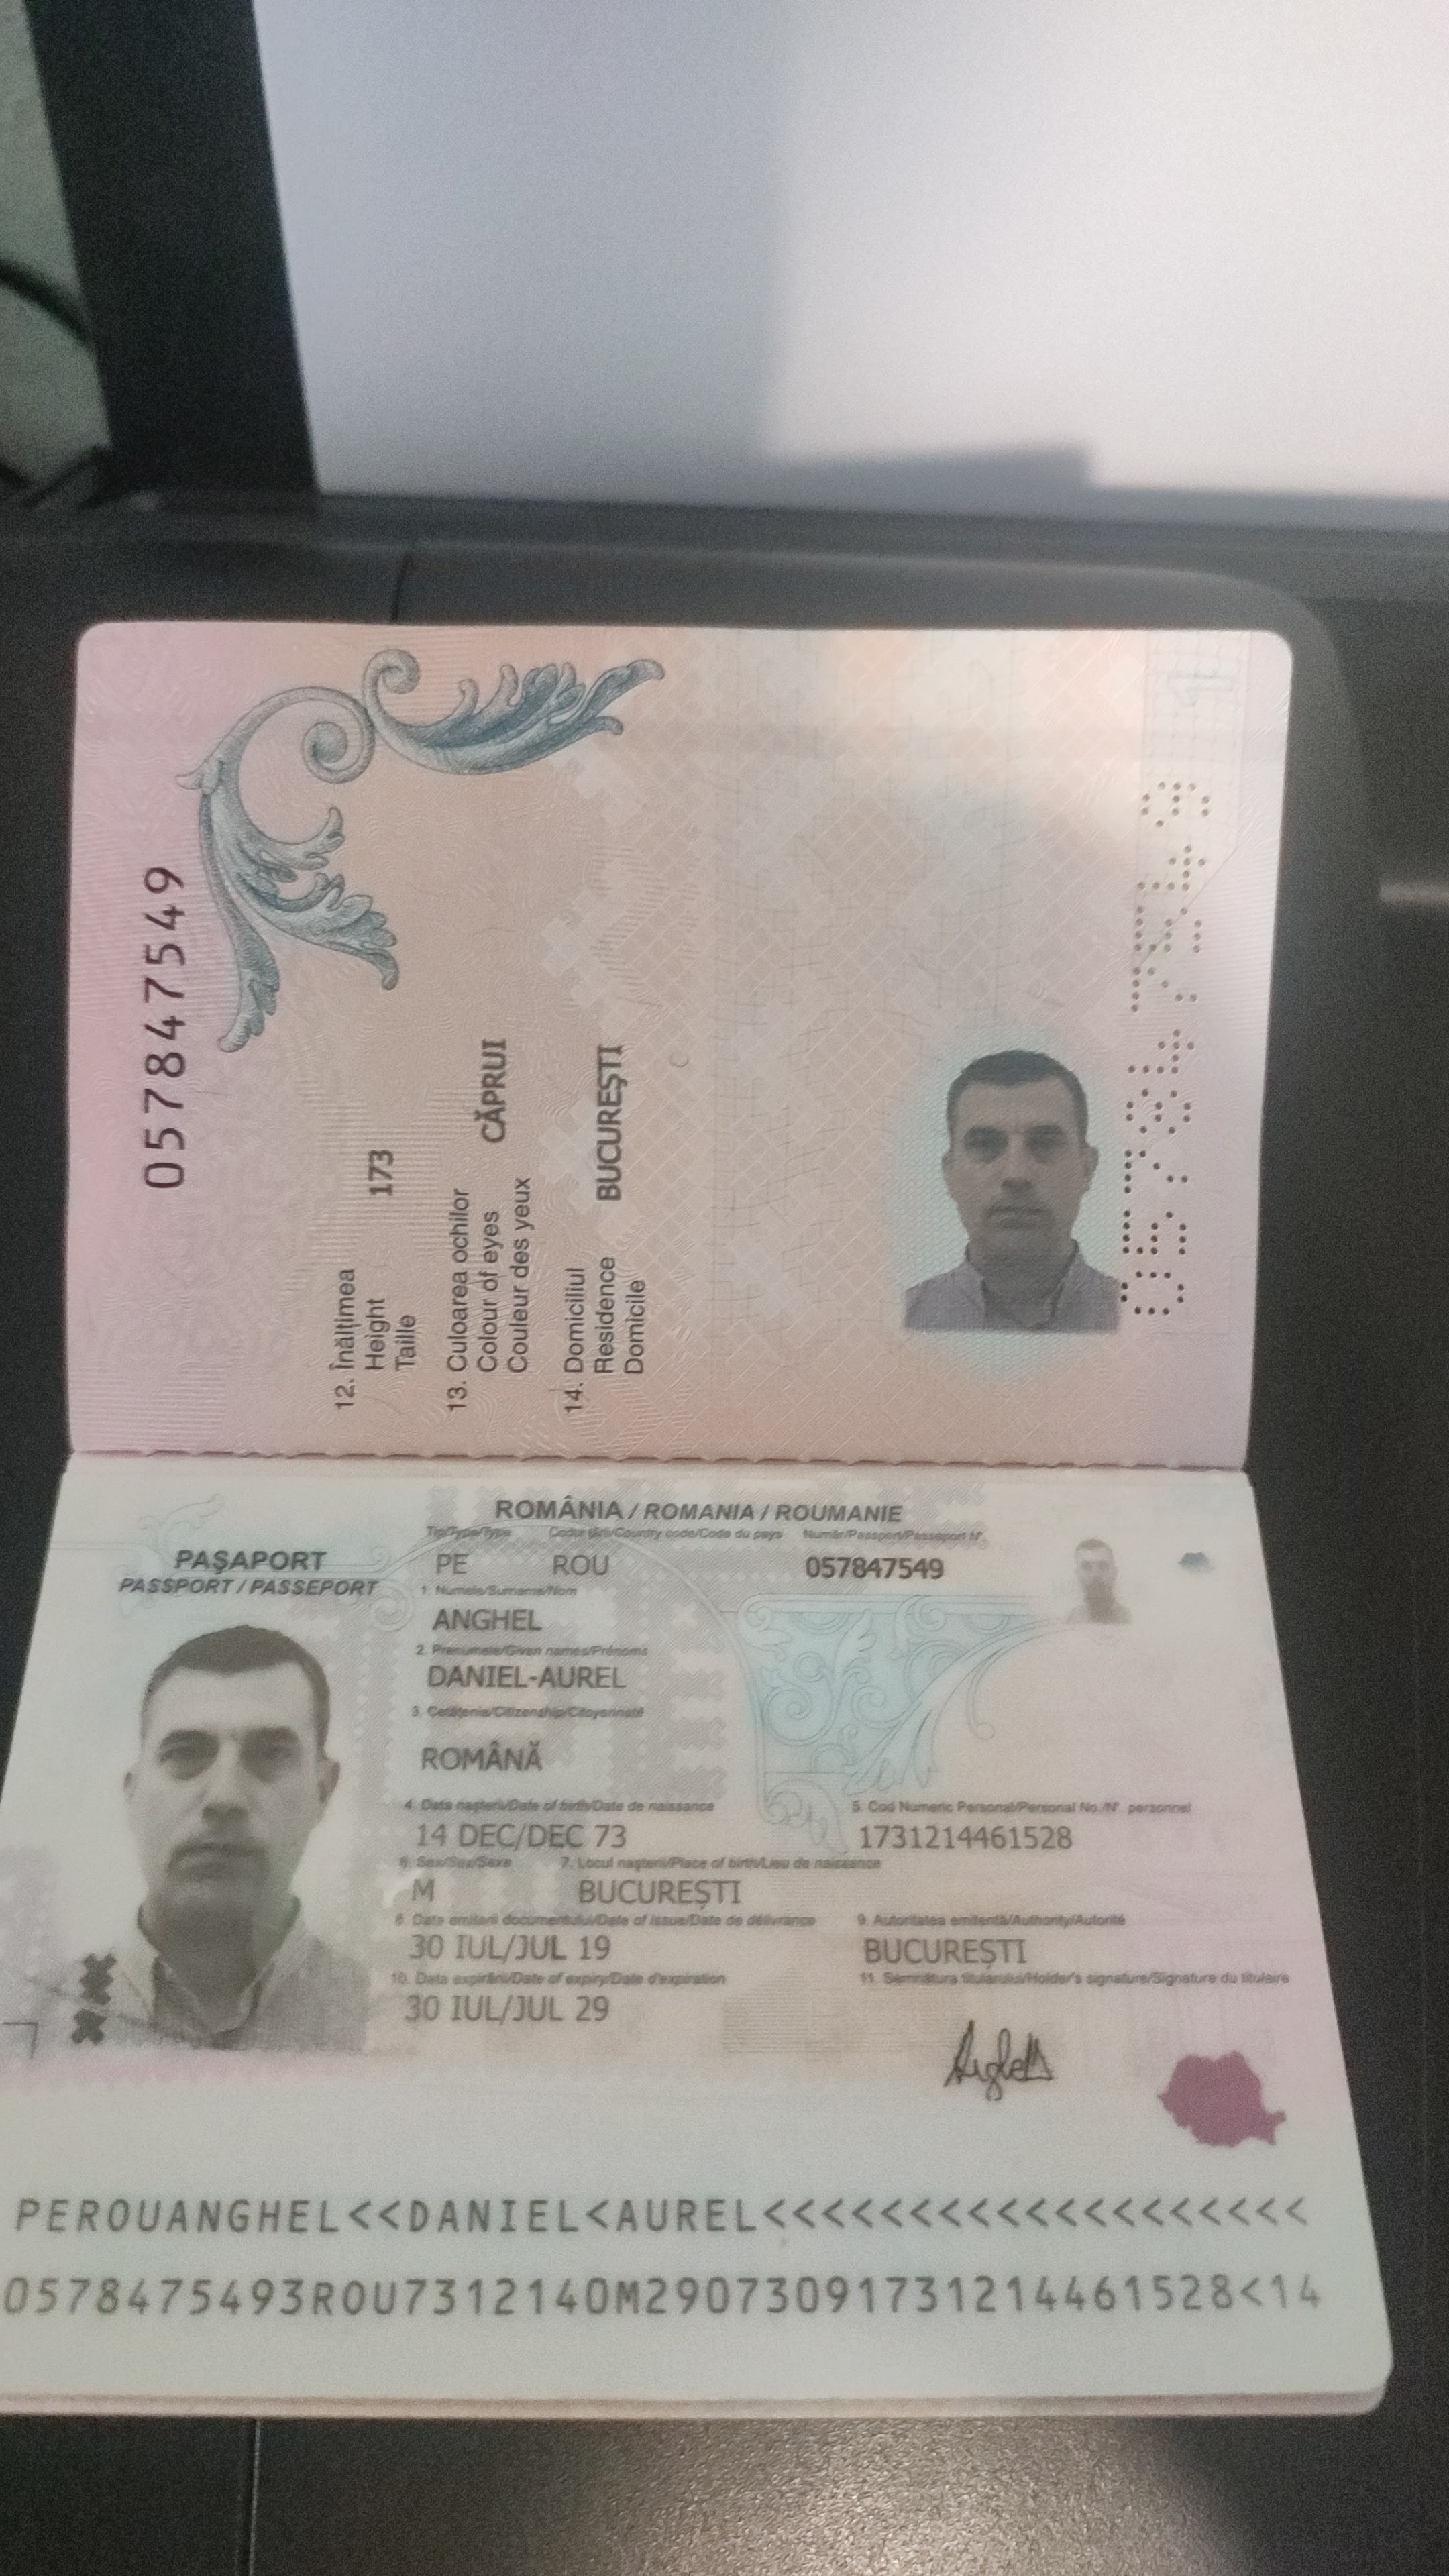 057847549
12. Înălțimea
Height 173
Taille
13. Culoarea ochilor
Colour of eyes CĂPRUI
Couleur des yeux
14. Domiciliul
Residence BUCUREŞTI
Domicile
057847549
ROMÂNIA / ROMANIA / ROUMANIE
PAŞAPORT
PASSPORT / PASSEPORT
Tip/Type/Type Codul țării/Country code/Code du pays Număr/Passport/Passeport N°.
PE ROU 057847549
1. Numele/Surname/Nom
ANGHEL
2. Prenumele/Given names/Prénoms
DANIEL-AUREL
3. Cetățenia/Citizenship/Citoyenneté
ROMÂNĂ
4. Data nașterii/Date of birth/Date de naissance 5. Cod Numeric Personal/Personal No./N° personnel
14 DEC/DEC 73 1731214461528
6. Sex/Sex/Sexe 7. Locul nașterii/Place of birth/Lieu de naissance
M BUCUREȘTI
8. Data emiterii documentului/Date of issue/Date de délivrance 9. Autoritatea emitentă/Authority/Autorité
30 IUL/JUL 19 BUCUREȘTI
10. Data expirării/Date of expiry/Date d'expiration 11. Semnătura titularului/Holder's signature/Signature du titulaire
30 IUL/JUL 29
PEROUANGHEL<<DANIEL<AUREL<<<<<<<<<<<<<<<<<<<
0578475493ROU7312140M29073091731214461528<14